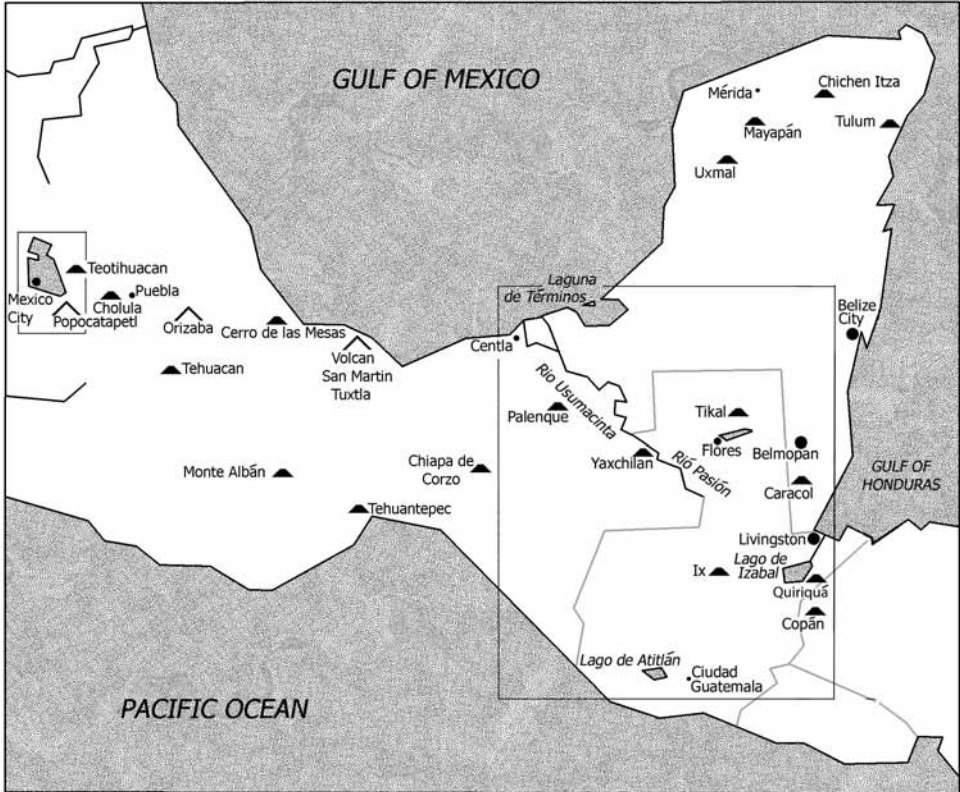 GULF OF MEXICO
Mérida
Chichen Itza
Mayapán
Tulum
Uxmal
Teotihuacan
Mexico
City
Cholula
Puebla
Popocatapetl
Orizaba
Cerro de las Mesas
Volcan
San Martin
Tuxtla
Laguna
de Términos
Centla
Belize
City
Tehuacan
Rio Usumacinta
Palenque
Tikal
Flores
Belmopan
Yaxchilan
Rió Pasión
Caracol
GULF OF
HONDURAS
Monte Albán
Chiapa de
Corzo
Tehuantepec
Livingston
Lago de
Izabal
Ix
Quiriquá
Copán
Lago de Atitlán
Ciudad
Guatemala
PACIFIC OCEAN